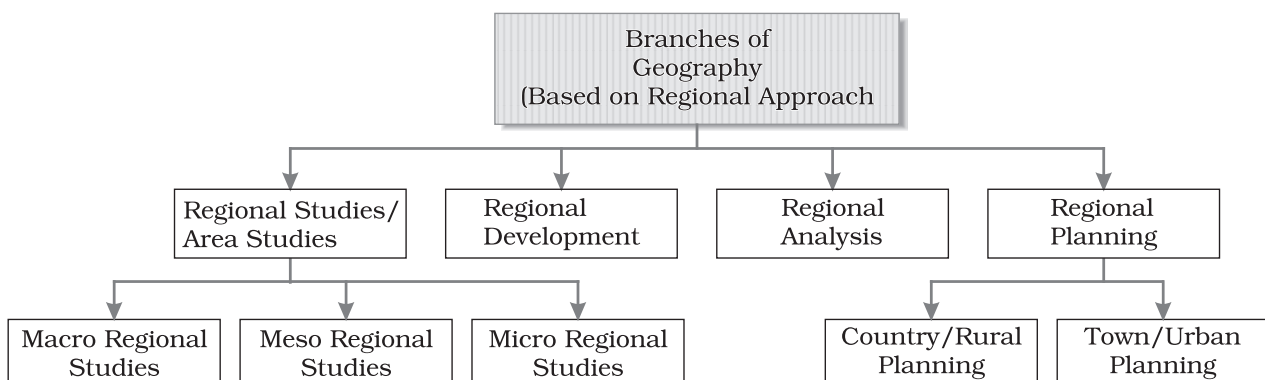 Branches of
Geography
(Based on Regional Approach
Regional Studies/
Area Studies
Regional
Development
Regional
Analysis
Regional
Planning
Macro Regional
Studies
Meso Regional
Studies
Micro Regional
Studies
Country/Rural
Planning
Town/Urban
Planning